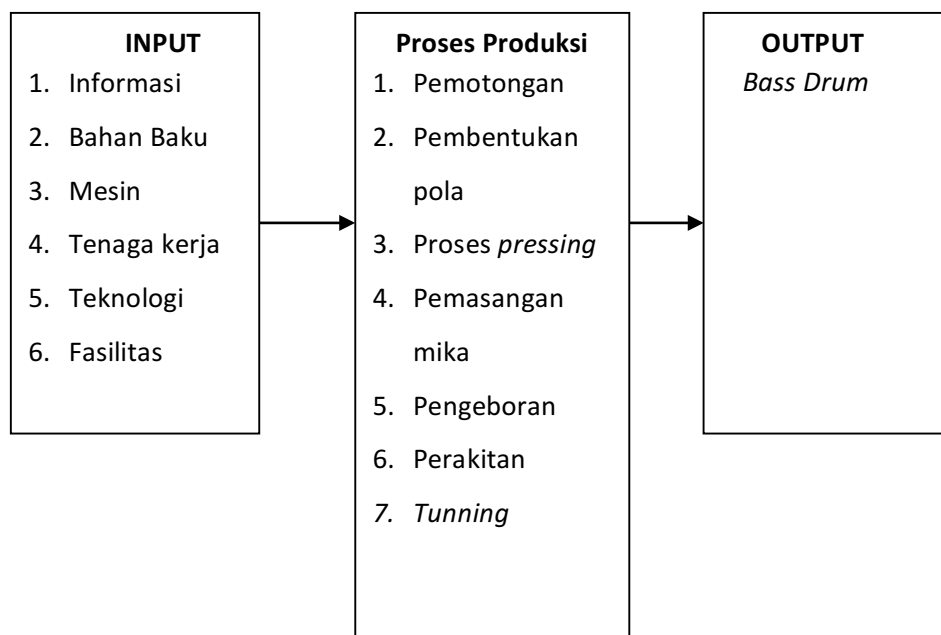 INPUT
1. Informasi
2. Bahan Baku
3. Mesin
4. Tenaga kerja
5. Teknologi
6. Fasilitas
Proses Produksi
1. Pemotongan
2. Pembentukan
pola
3. Proses pressing
4. Pemasangan
mika
5. Pengeboran
6. Perakitan
7. Tunning
OUTPUT
Bass Drum